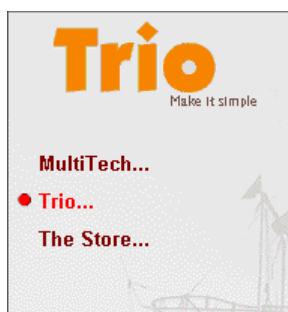 Trio
Make it simple
MultiTech...
Trio...
The Store...